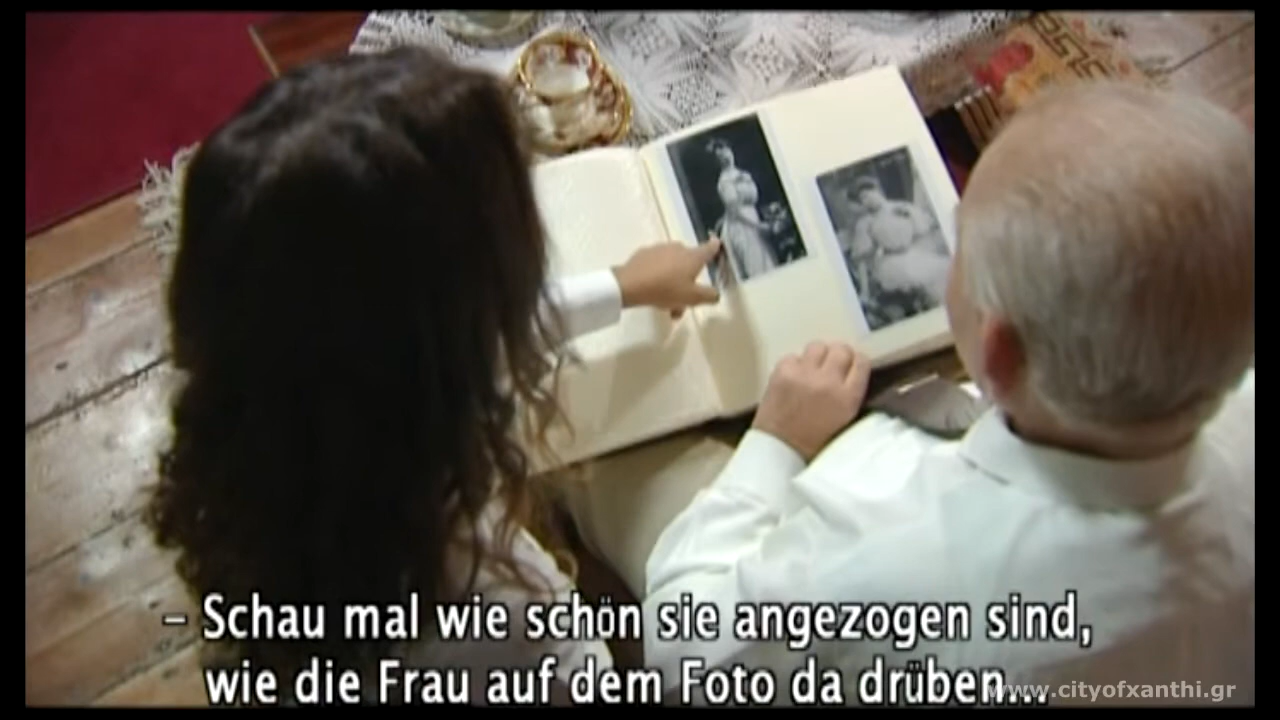 – Schau mal wie schön sie angezogen sind,
wie die Frau auf dem Foto da drüben...
www.cityofxanthi.gr